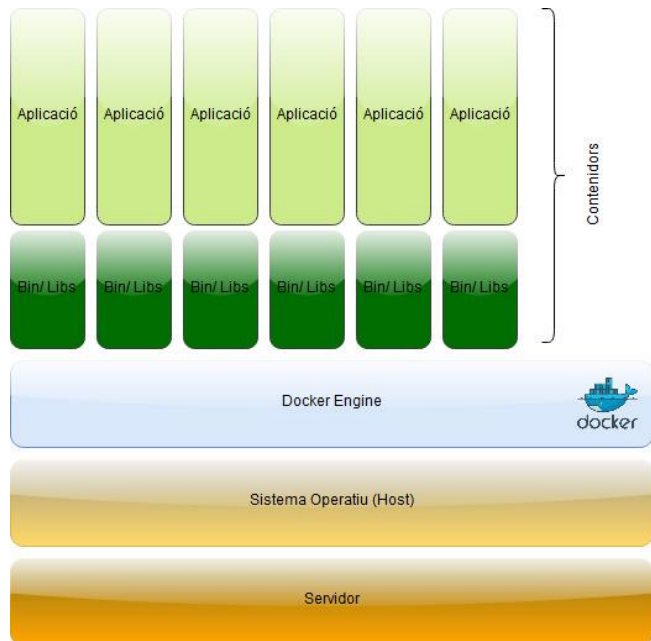 Aplicació Aplicació Aplicació Aplicació Aplicació Aplicació
Contenidors
Bin/ Libs Bin/ Libs Bin/ Libs Bin/ Libs Bin/ Libs Bin/ Libs
Docker Engine
docker
Sistema Operatiu (Host)
Servidor